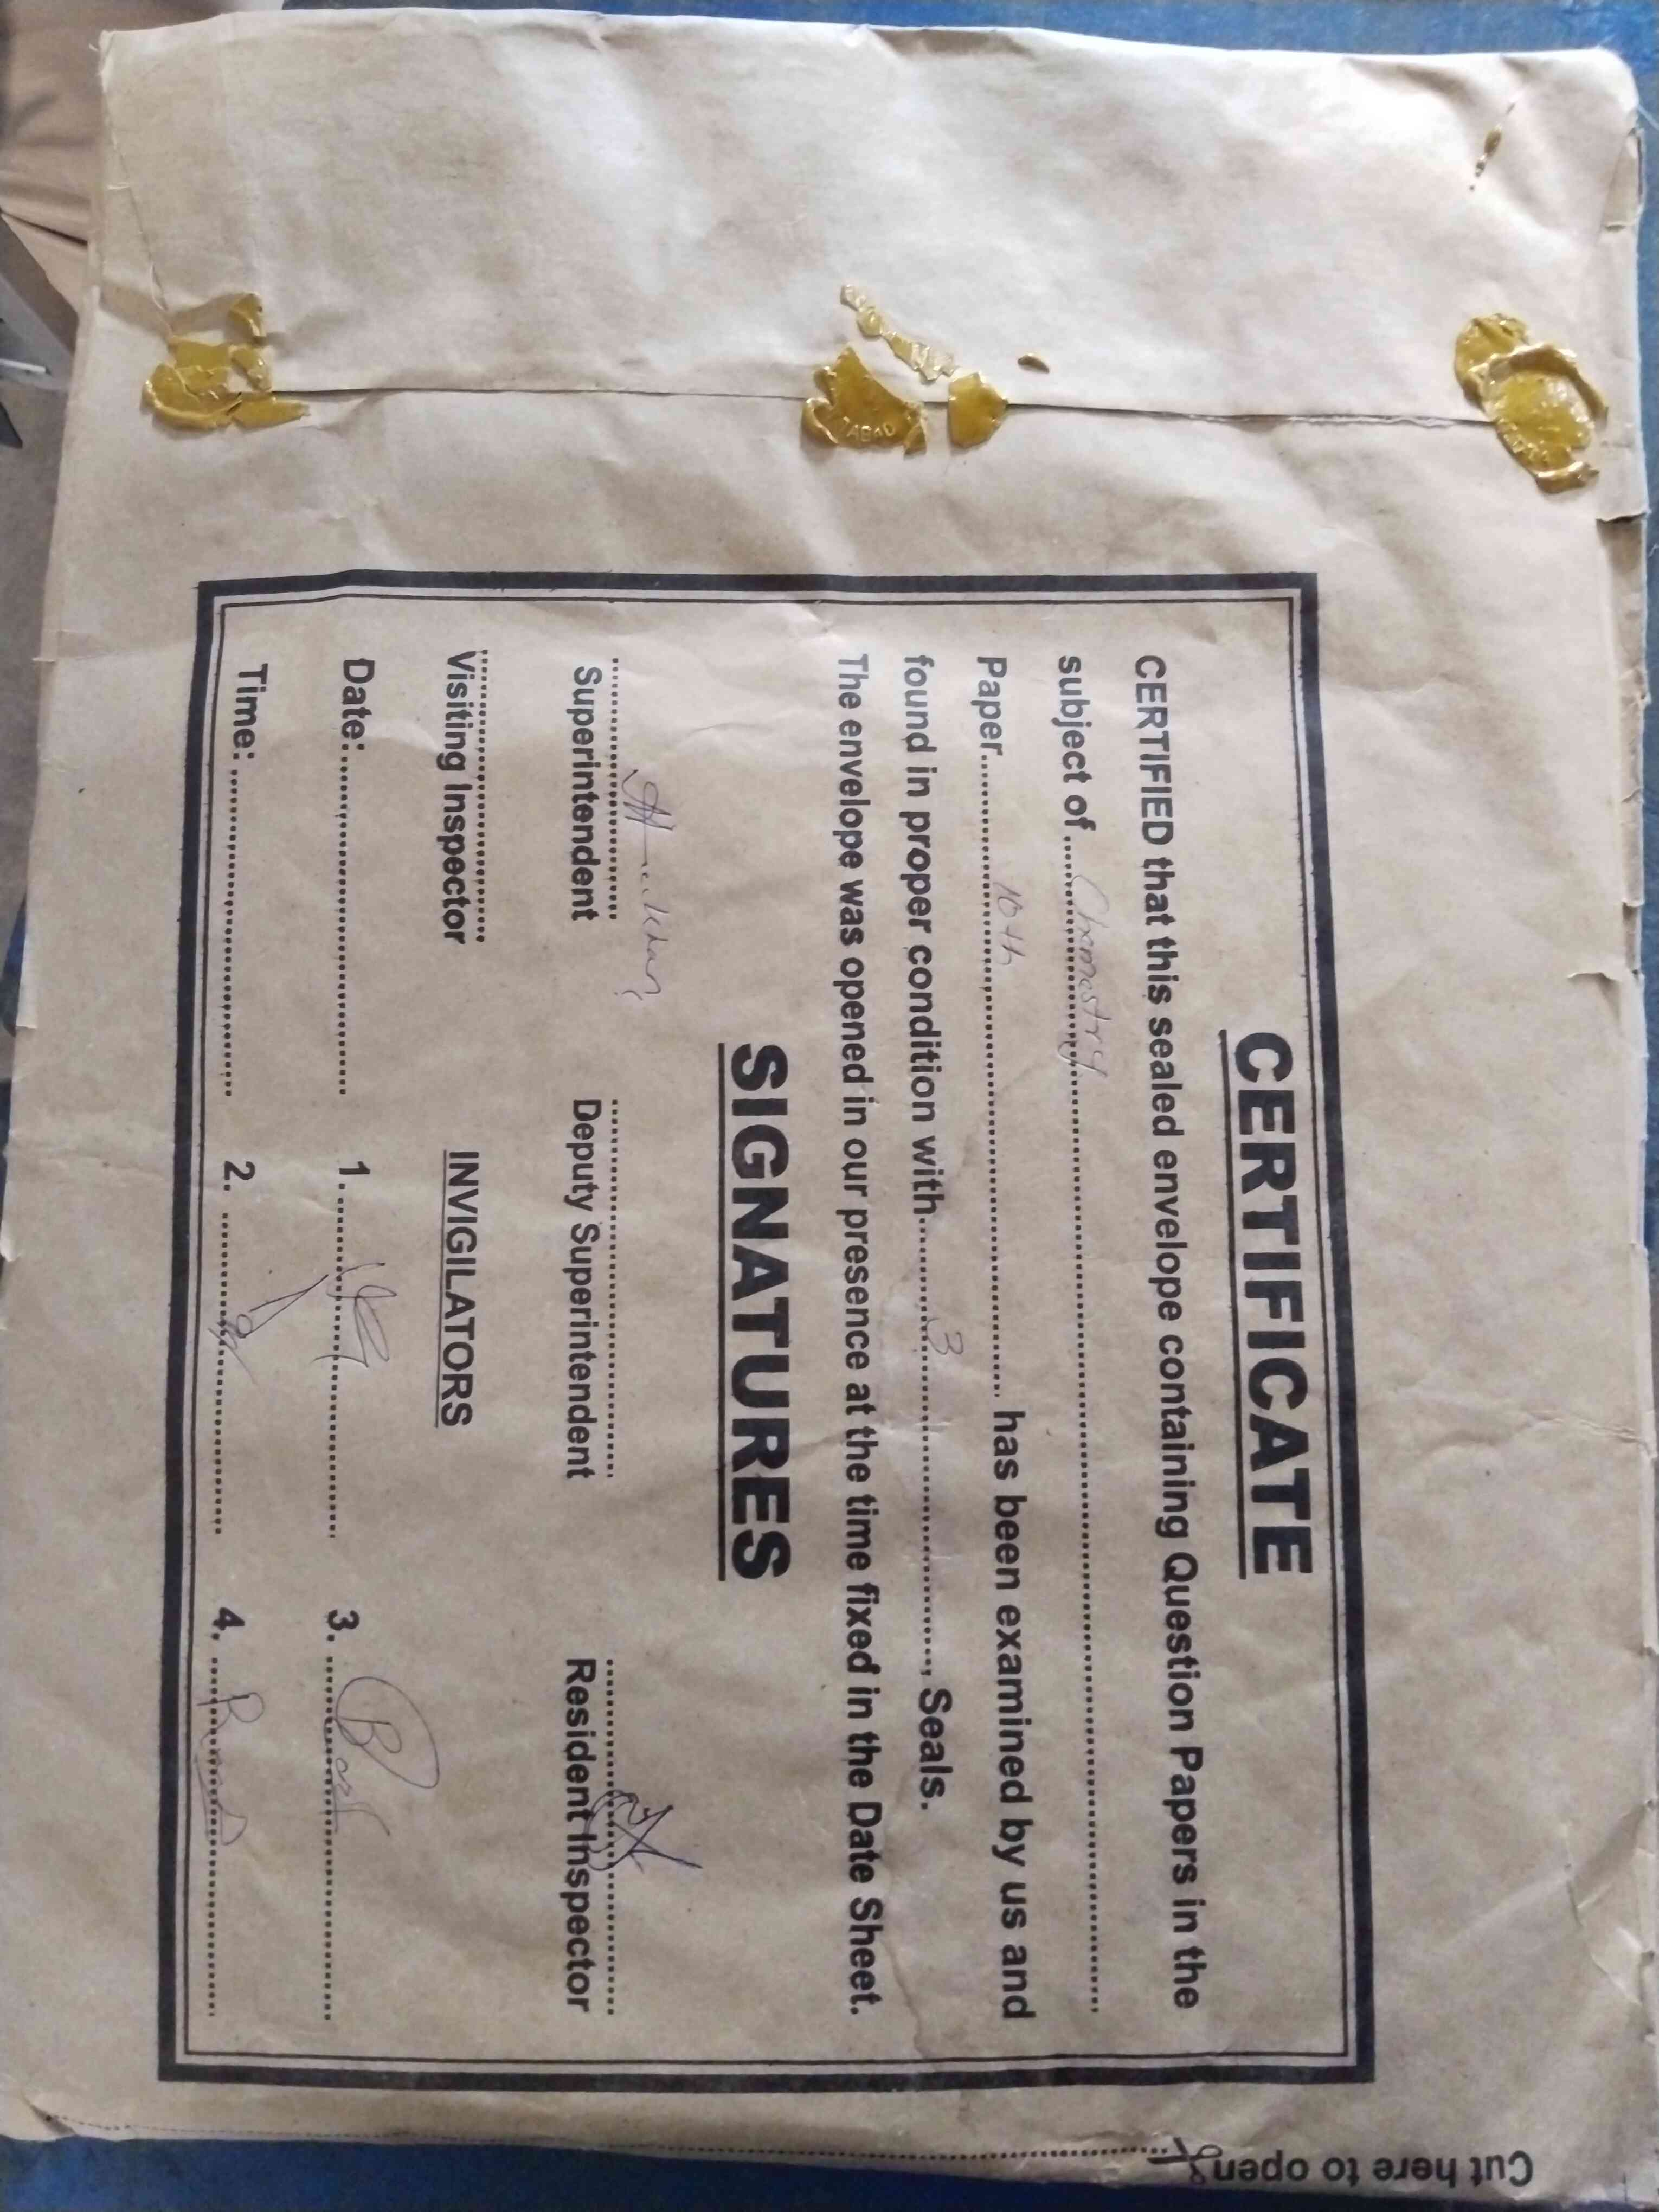 CERTIFICATE
CERTIFIED that this sealed envelope containing Question Papers in the
subject of.....Chemestry..........
Paper..........10th.......... has been examined by us and
found in proper condition with..........3.........., Seals.
The envelope was opened in our presence at the time fixed in the Date Sheet.
SIGNATURES
Superintendent Deputy Superintendent Resident Inspector
Visiting Inspector INVIGILATORS
Date:.......... 1........... 3. ..........
Time: .......... 2. .......... 4. ..........
Cut here to open
TABAD